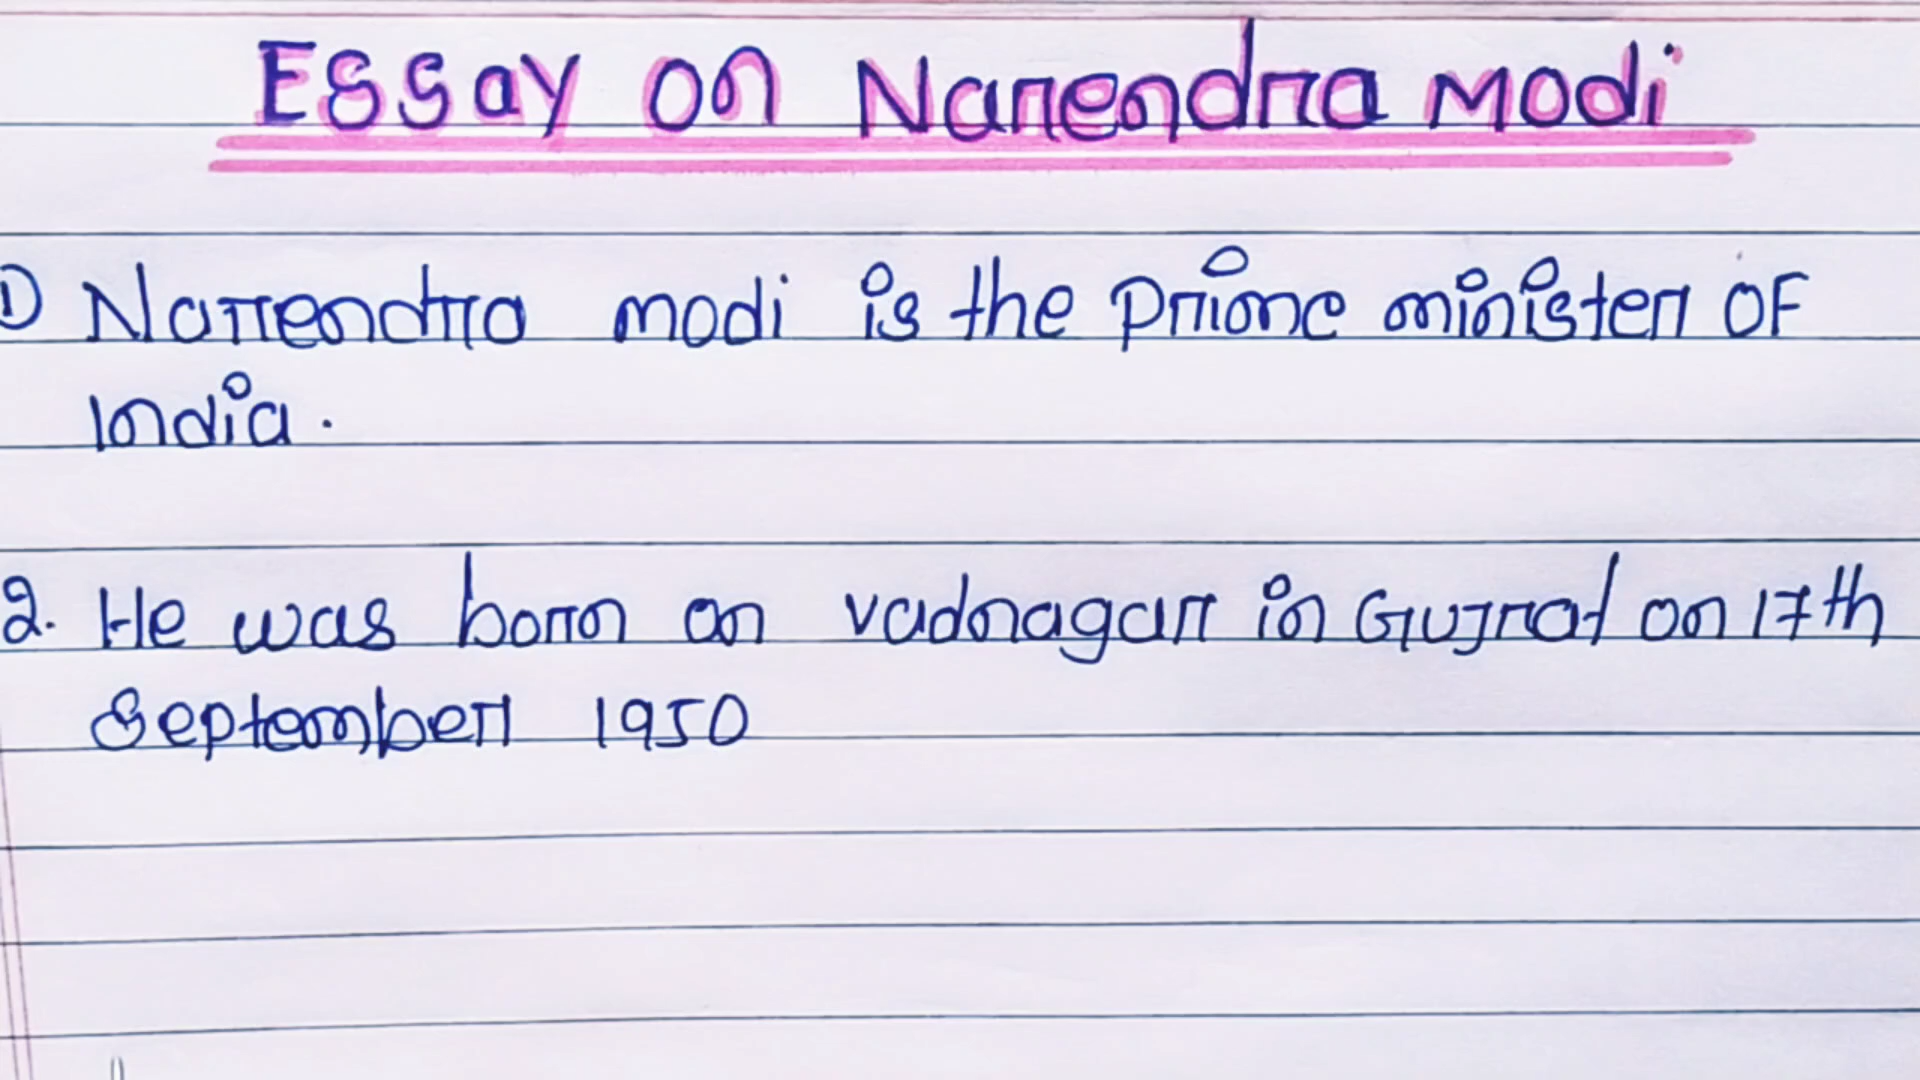 Essay on Narendra Modi
1) Narendra modi is the Prime minister OF
India.
2. He was born on vadnagar in Gujrat on 17th
September 1950